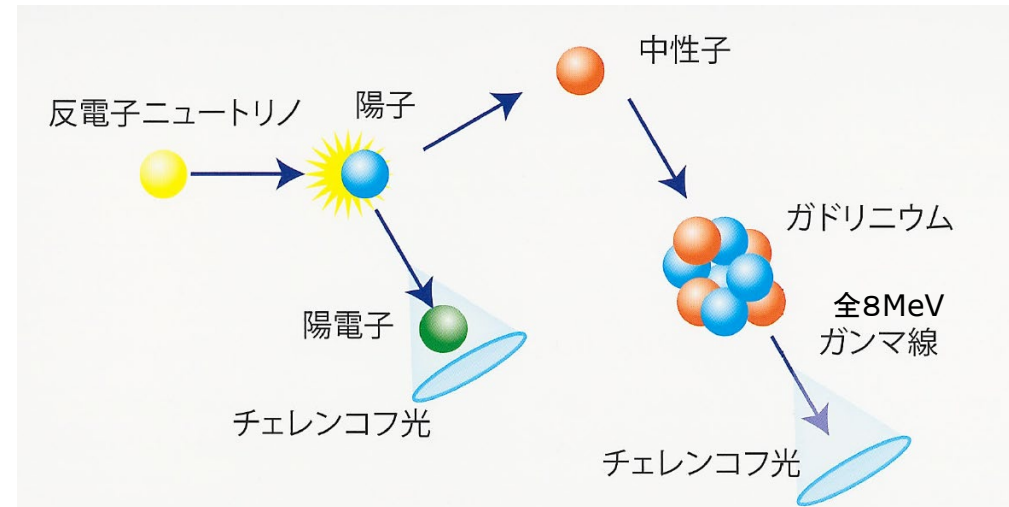 中性子
反電子ニュートリノ
陽子
ガドリニウム
全8MeV
ガンマ線
陽電子
チェレンコフ光
チェレンコフ光